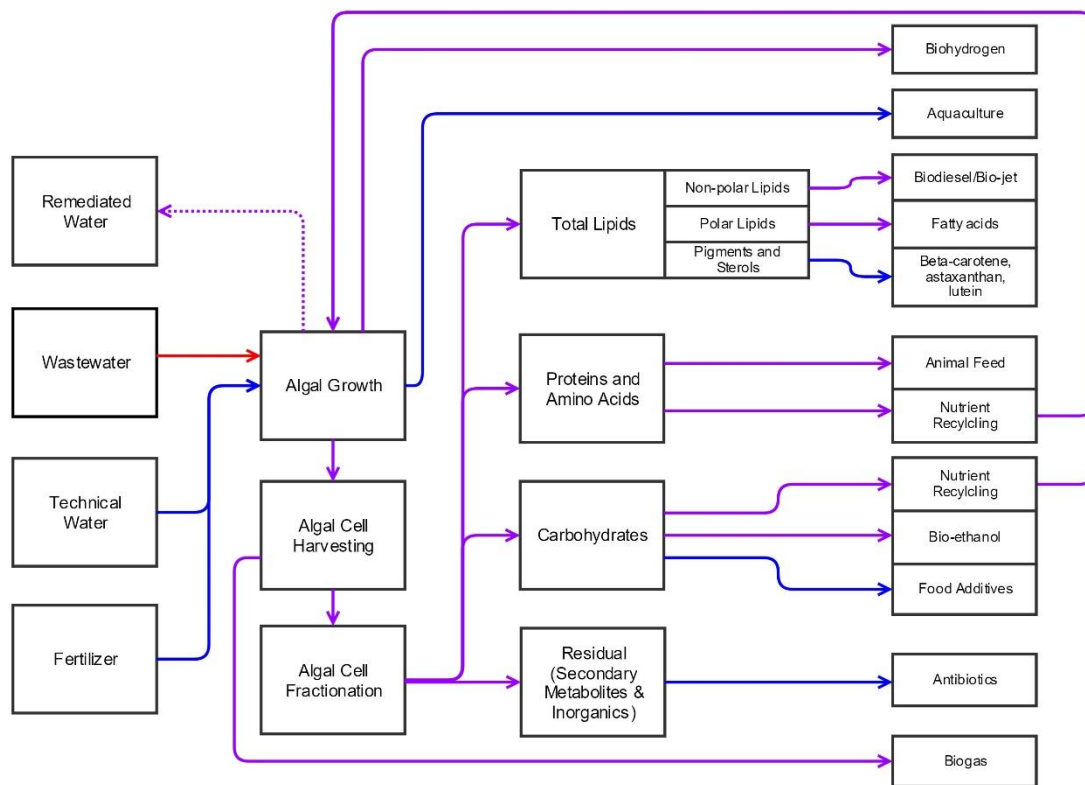 Biohydrogen
Aquaculture
Remediated
Water
Wastewater
Technical
Water
Fertilizer
Algal Growth
Algal Cell
Harvesting
Algal Cell
Fractionation
Total Lipids
Non-polar Lipids
Polar Lipids
Pigments and
Sterols
Biodiesel/Bio-jet
Fatty acids
Beta-carotene,
astaxanthan,
lutein
Proteins and
Amino Acids
Animal Feed
Nutrient
Recylcling
Carbohydrates
Nutrient
Recylcling
Bio-ethanol
Food Additives
Residual
(Secondary
Metabolites &
Inorganics)
Antibiotics
Biogas